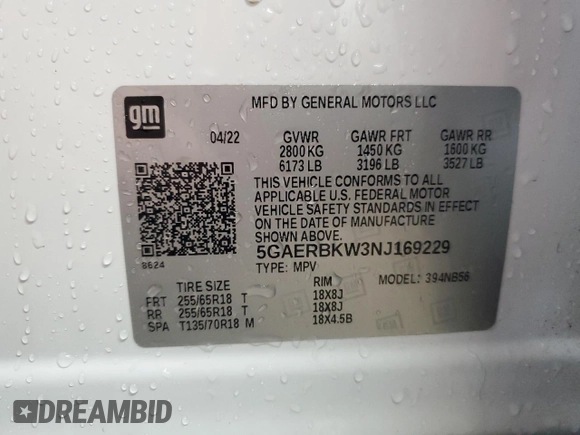 gm
MFD BY GENERAL MOTORS LLC
04/22 GVWR GAWR FRT GAWR RR
2800 KG 1450 KG 1600 KG
6173 LB 3196 LB 3527 LB
THIS VEHICLE CONFORMS TO ALL
APPLICABLE U.S. FEDERAL MOTOR
VEHICLE SAFETY STANDARDS IN EFFECT
ON THE DATE OF MANUFACTURE
SHOWN ABOVE.
8624
5GAERBKW3NJ169229
TYPE: MPV MODEL: 394NB56
TIRE SIZE RIM
FRT 255/65R18 T 18X8J
RR 255/65R18 T 18X8J
SPA T135/70R18 M 18X4.5B
DREAMBID